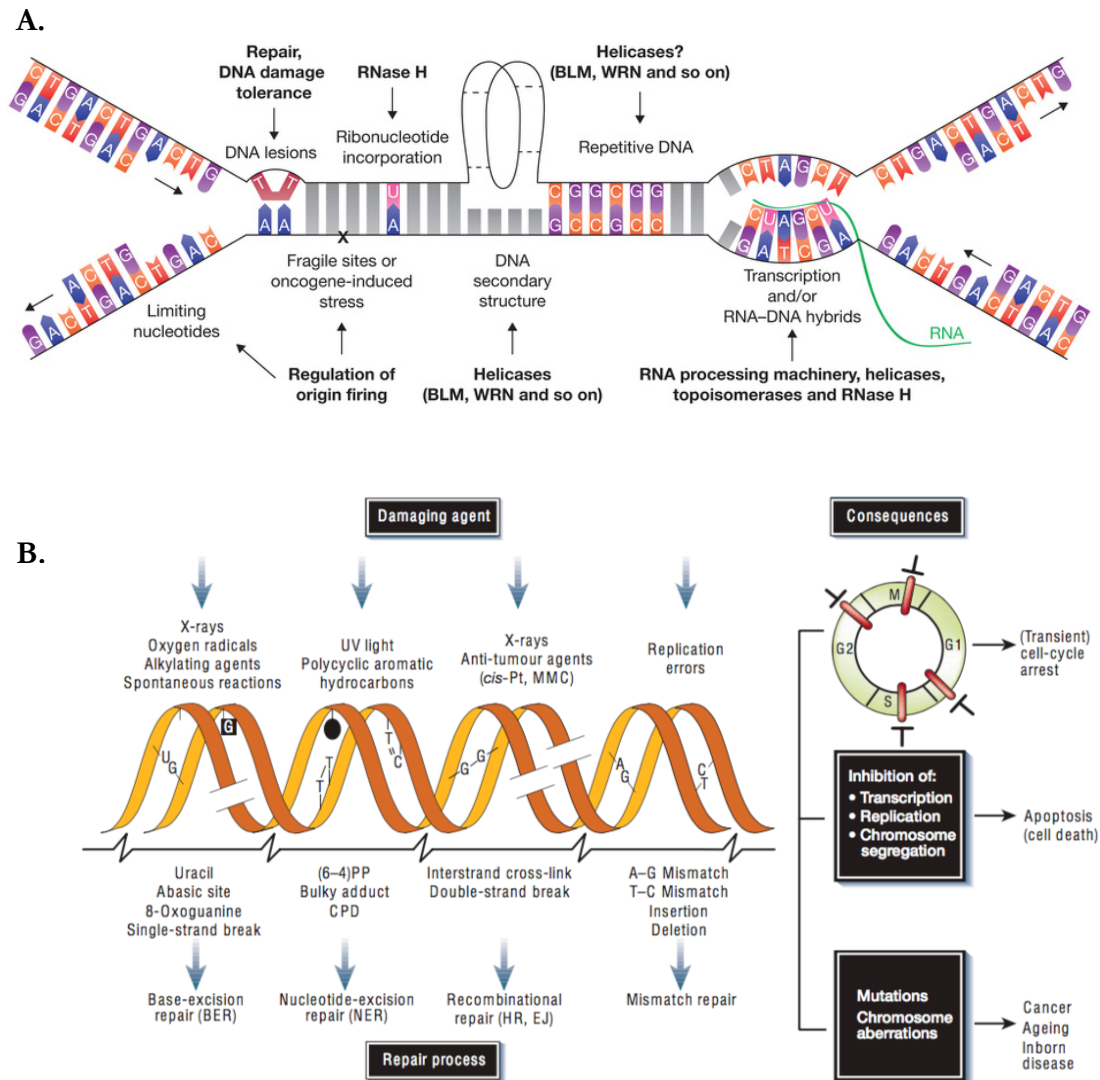 A.
Repair,
DNA damage
tolerance
RNase H
Helicases?
(BLM, WRN and so on)
DNA lesions
Ribonucleotide
incorporation
Repetitive DNA
C T G A C T G A C T G
G A C T G A C
C T G A C T G A C T G
G A C T
T T
A A
U
A
C G G C G G
G C C G C C
C T A G C T
C U A G C U
G A T C G A
X
A C T G
G A C T G A C T G A C
G A C T G
G A C T G A C T G A C
Limiting
nucleotides
Fragile sites or
oncogene-induced
stress
DNA
secondary
structure
Transcription
and/or
RNA–DNA hybrids
RNA
Regulation of
origin firing
Helicases
(BLM, WRN and so on)
RNA processing machinery, helicases,
topoisomerases and RNase H
B.
Damaging agent
Consequences
X-rays
Oxygen radicals
Alkylating agents
Spontaneous reactions
UV light
Polycyclic aromatic
hydrocarbons
X-rays
Anti-tumour agents
(cis-Pt, MMC)
Replication
errors
U G
G
T T
T C
G G
A G
C T
Uracil
Abasic site
8-Oxoguanine
Single-strand break
(6–4)PP
Bulky adduct
CPD
Interstrand cross-link
Double-strand break
A–G Mismatch
T–C Mismatch
Insertion
Deletion
Base-excision
repair (BER)
Nucleotide-excision
repair (NER)
Recombinational
repair (HR, EJ)
Mismatch repair
Repair process
M
G1
G2
S
(Transient)
cell-cycle
arrest
Inhibition of:
• Transcription
• Replication
• Chromosome
segregation
Apoptosis
(cell death)
Mutations
Chromosome
aberrations
Cancer
Ageing
Inborn
disease